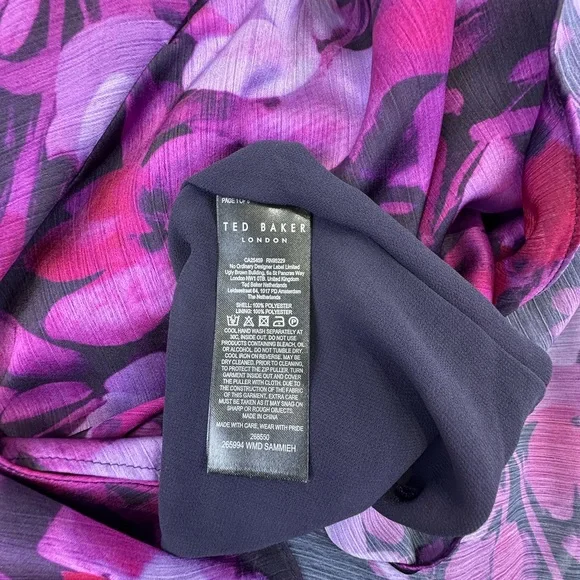 PAGE 1 OF
TED BAKER
LONDON
CA25459 RN95229
No Ordinary Designer Label Limited
Ugly Brown Building, 6a St Pancras Way
London NW1 0TB. United Kingdom
Ted Baker Netherlands
Leidsestraat 64, 1017 PD Amsterdam
The Netherlands
SHELL: 100% POLYESTER
LINING: 100% POLYESTER
COOL HAND WASH SEPARATELY AT
30C, INSIDE OUT. DO NOT USE
PRODUCTS CONTAINING BLEACH, OIL
OR ALCOHOL. DO NOT TUMBLE DRY.
COOL IRON ON REVERSE. MAY BE
DRY CLEANED. PRIOR TO CLEANING,
TO PROTECT THE ZIP PULLER, TURN
GARMENT INSIDE OUT AND COVER
THE PULLER WITH CLOTH. DUE TO
THE CONSTRUCTION OF THE FABRIC
OF THIS GARMENT, EXTRA CARE
MUST BE TAKEN AS IT MAY SNAG ON
SHARP OR ROUGH OBJECTS.
MADE IN CHINA
MADE WITH CARE, WEAR WITH PRIDE
268550
265994 WMD SAMMIEH